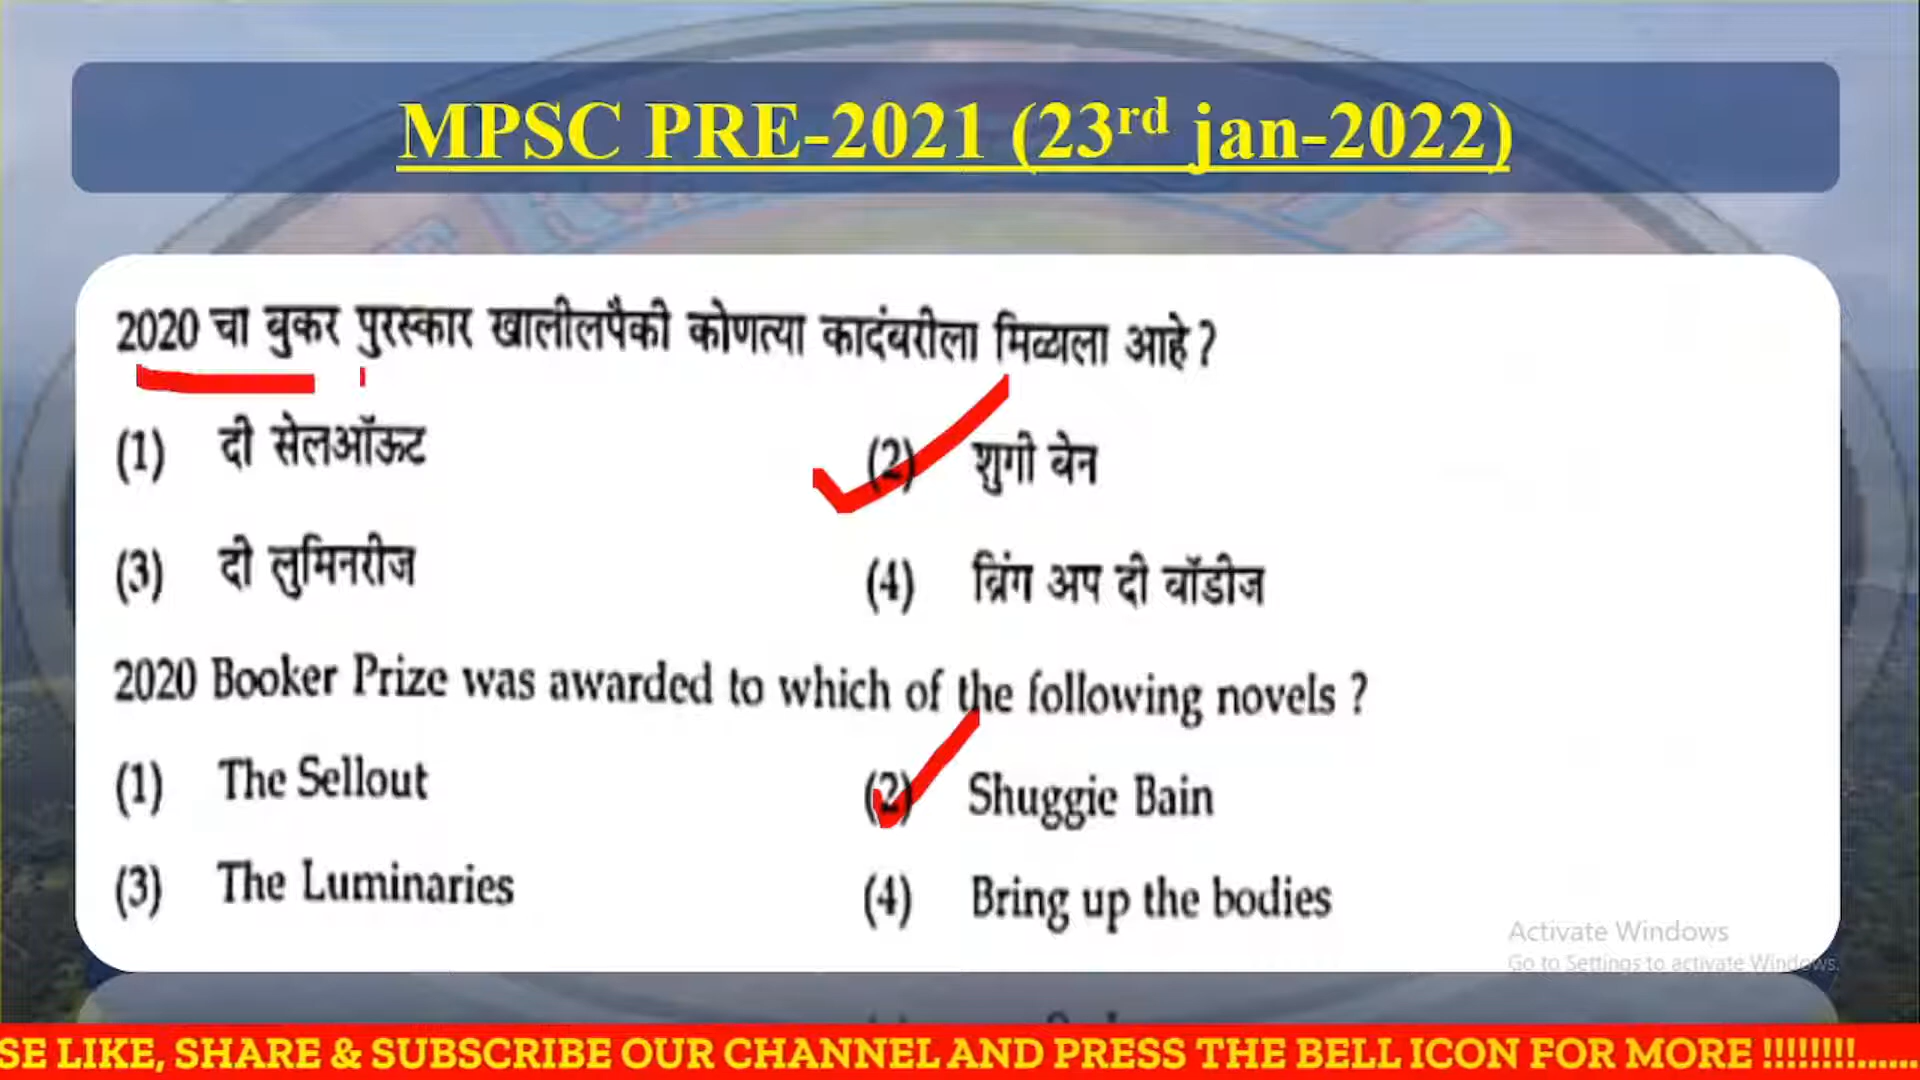 MPSC PRE-2021 (23rd jan-2022)
2020 चा बुकर पुरस्कार खालीलपैकी कोणत्या कादंबरीला मिळाला आहे ?
(1) दी सेलऑऊट (2) शुगी बेन
(3) दी लुमिनरीज (4) ब्रिंग अप दी बॉडीज
2020 Booker Prize was awarded to which of the following novels ?
(1) The Sellout (2) Shuggie Bain
(3) The Luminaries (4) Bring up the bodies
Activate Windows
Go to Settings to activate Windows.
SE LIKE, SHARE & SUBSCRIBE OUR CHANNEL AND PRESS THE BELL ICON FOR MORE !!!!!!!!.......